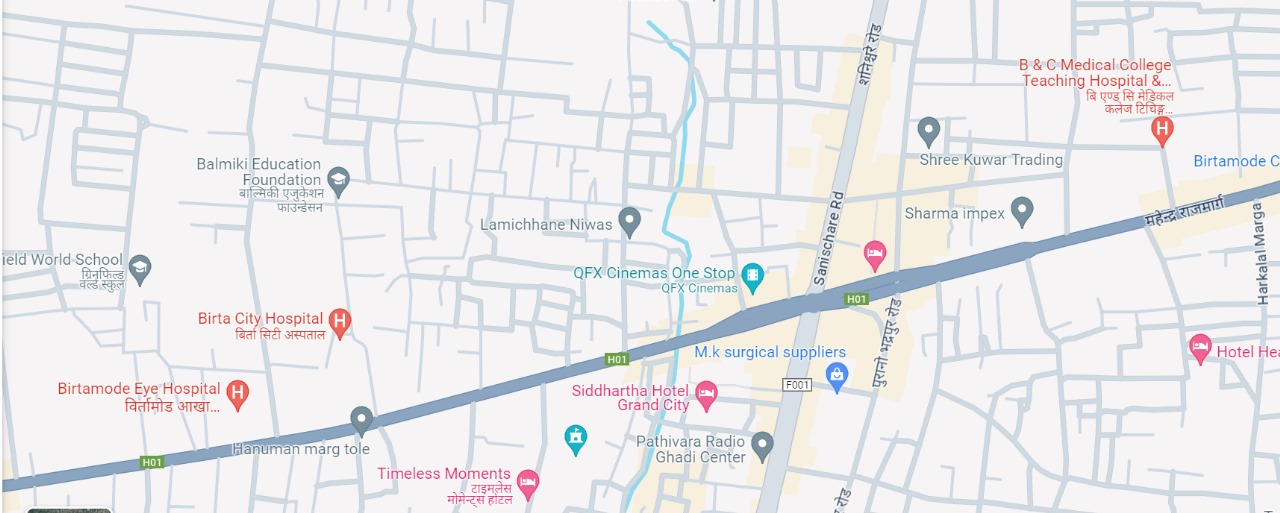 शनिश्चरे रोड
B & C Medical College
Teaching Hospital &...
बि एण्ड सि मेडिकल
कलेज टिचिङ्ग...
Shree Kuwar Trading
Birtamode C
Balmiki Education
Foundation
बाल्मिकी एजुकेशन
फाउन्डेसन
Lamichhane Niwas
Sharma impex
महेन्द्र राजमार्ग
Sanischare Rd
Harkalal Marga
ield World School
ग्रिनफिल्ड
वर्ल्ड स्कुल
QFX Cinemas One Stop
QFX Cinemas
H01
Birta City Hospital
बिर्ता सिटी अस्पताल
पुरानो भद्रपुर रोड
M.k surgical suppliers
Hotel Hea
H01
F001
Birtamode Eye Hospital
विर्तामोड आखा...
Siddhartha Hotel
Grand City
Hanuman marg tole
Pathivara Radio
Ghadi Center
H01
Timeless Moments
टाइमलेस
मोमेन्ट्स होटल
रोड